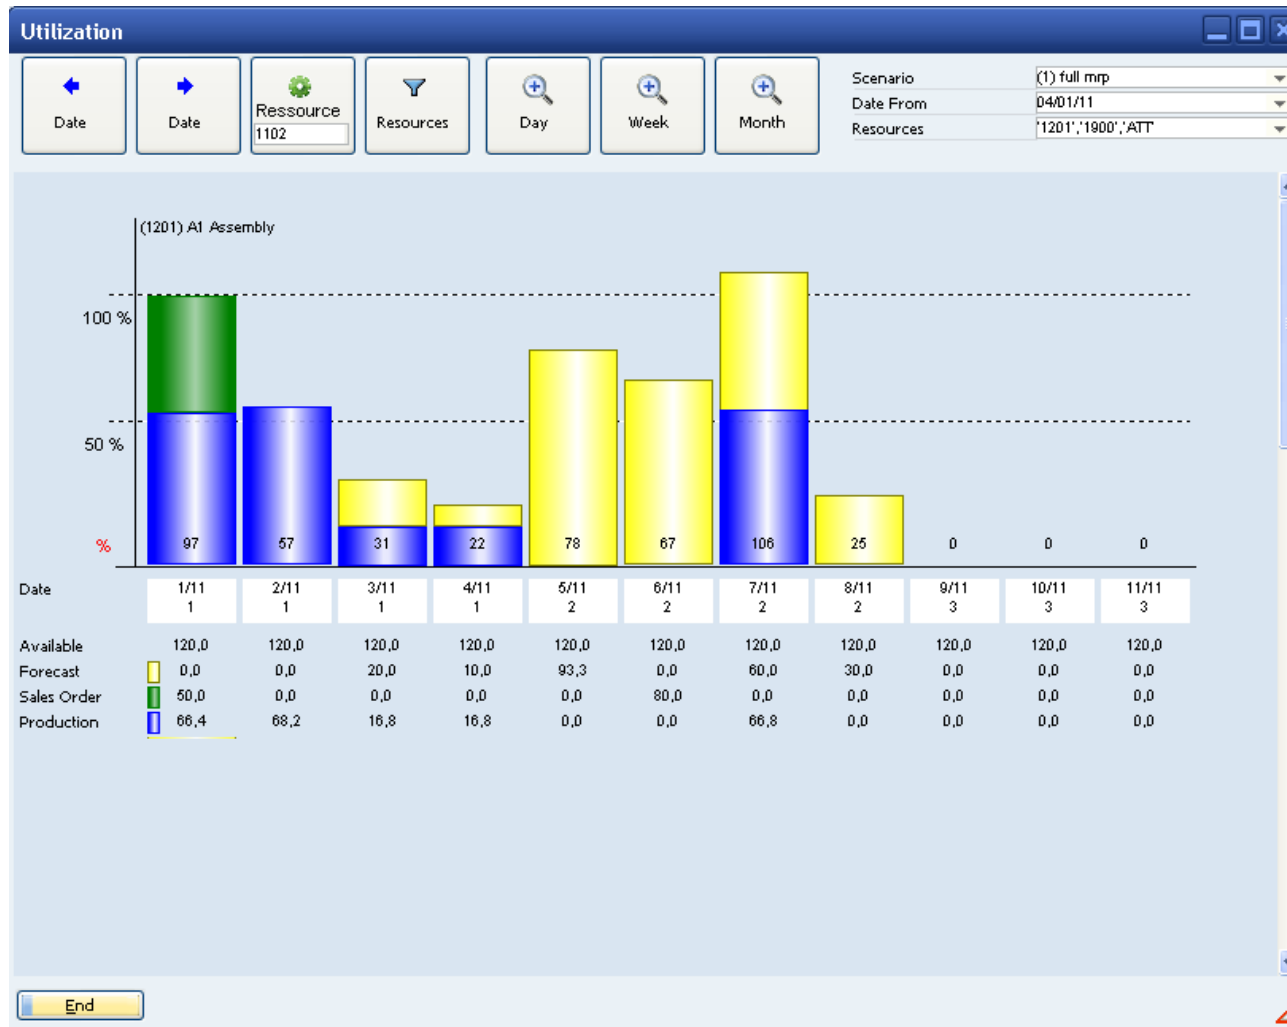 Utilization
Date
Date
Ressource
1102
Resources
Day
Week
Month
Scenario (1) full mrp
Date From 04/01/11
Resources '1201','1900','ATT'
(1201) A1 Assembly
100 %
50 %
% 97 57 31 22 78 67 106 25 0 0 0
Date 1/11 2/11 3/11 4/11 5/11 6/11 7/11 8/11 9/11 10/11 11/11
1 1 1 1 2 2 2 2 3 3 3
Available 120,0 120,0 120,0 120,0 120,0 120,0 120,0 120,0 120,0 120,0 120,0
Forecast 0,0 0,0 20,0 10,0 93,3 0,0 60,0 30,0 0,0 0,0 0,0
Sales Order 50,0 0,0 0,0 0,0 0,0 80,0 0,0 0,0 0,0 0,0 0,0
Production 66,4 68,2 16,8 16,8 0,0 0,0 66,8 0,0 0,0 0,0 0,0
End